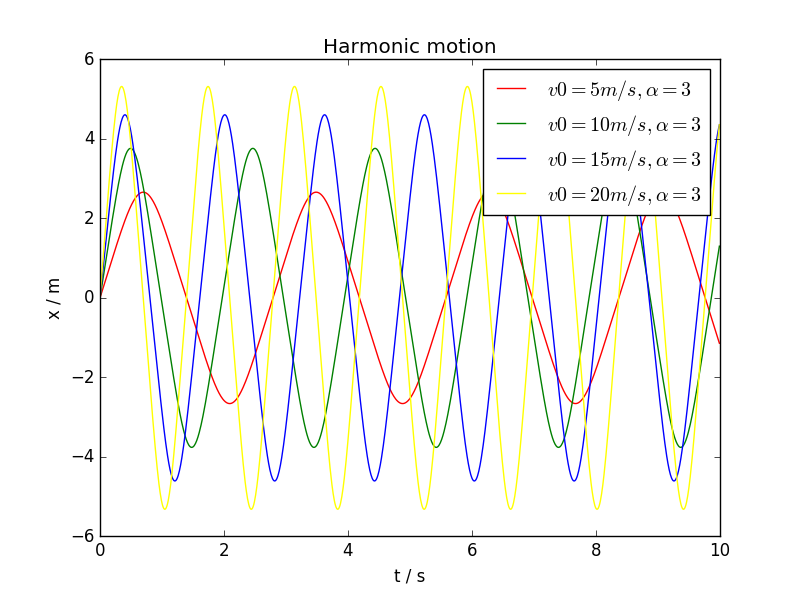 Harmonic motion
6
4
2
0
−2
−4
−6
x / m
v0 = 5m/s, α = 3
v0 = 10m/s, α = 3
v0 = 15m/s, α = 3
v0 = 20m/s, α = 3
0 2 4 6 8 10
t / s